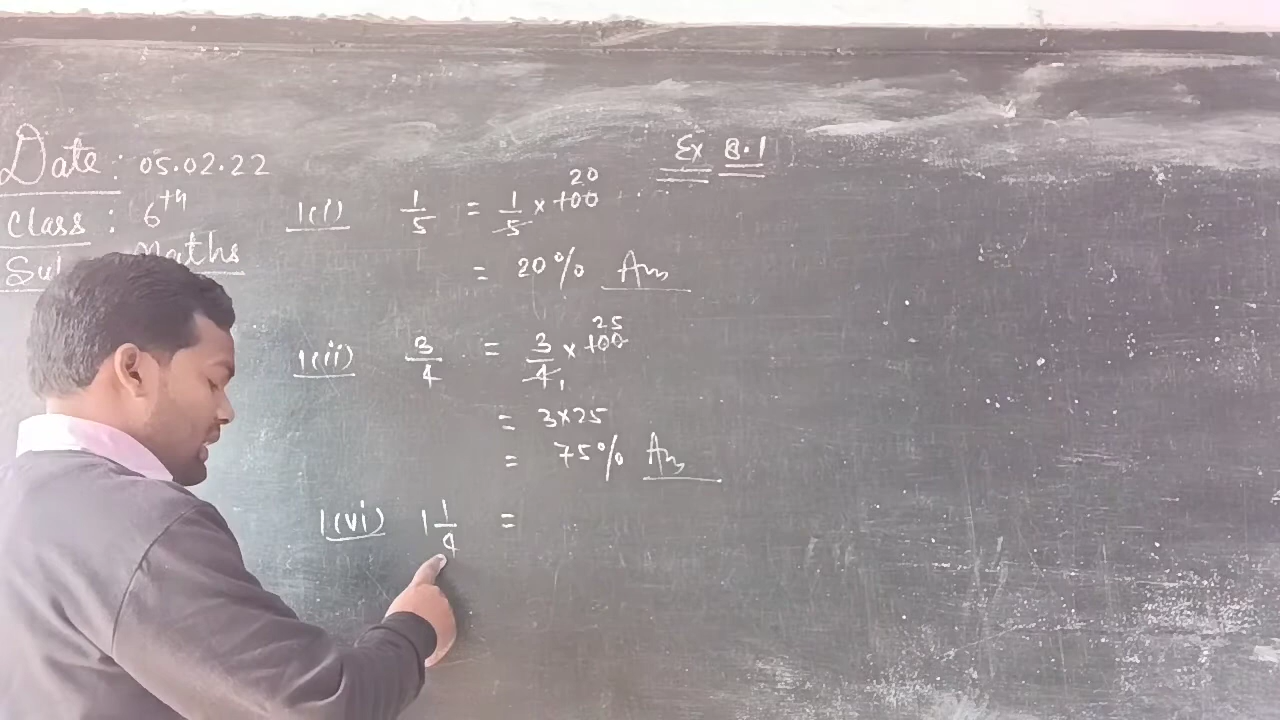 Ex 8.1
Date: 05.02.22
Class: 6th
Maths
1(i) 1/5 = 1/5 × 100 20
= 20% Ans
1(ii) 3/4 = 3/4 1 × 100 25
= 3×25
= 75% Ans
1(vi) 1 1/4 =